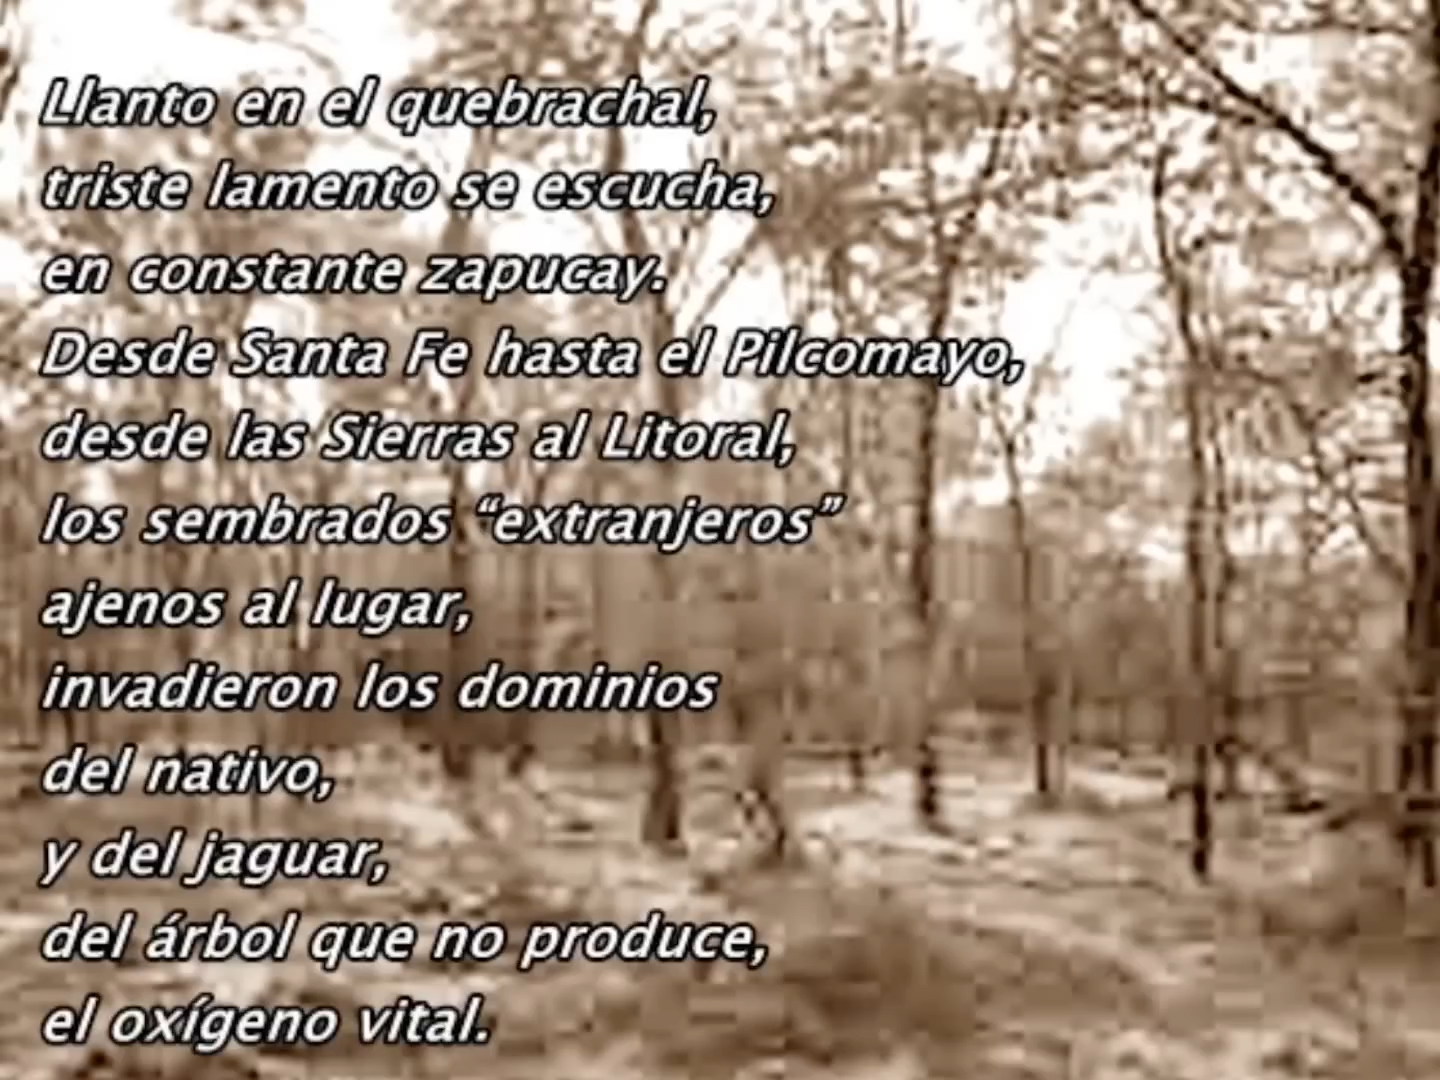 Llanto en el quebrachal,
triste lamento se escucha,
en constante zapucay.
Desde Santa Fe hasta el Pilcomayo,
desde las Sierras al Litoral,
los sembrados “extranjeros”
ajenos al lugar,
invadieron los dominios
del nativo,
y del jaguar,
del árbol que no produce,
el oxígeno vital.